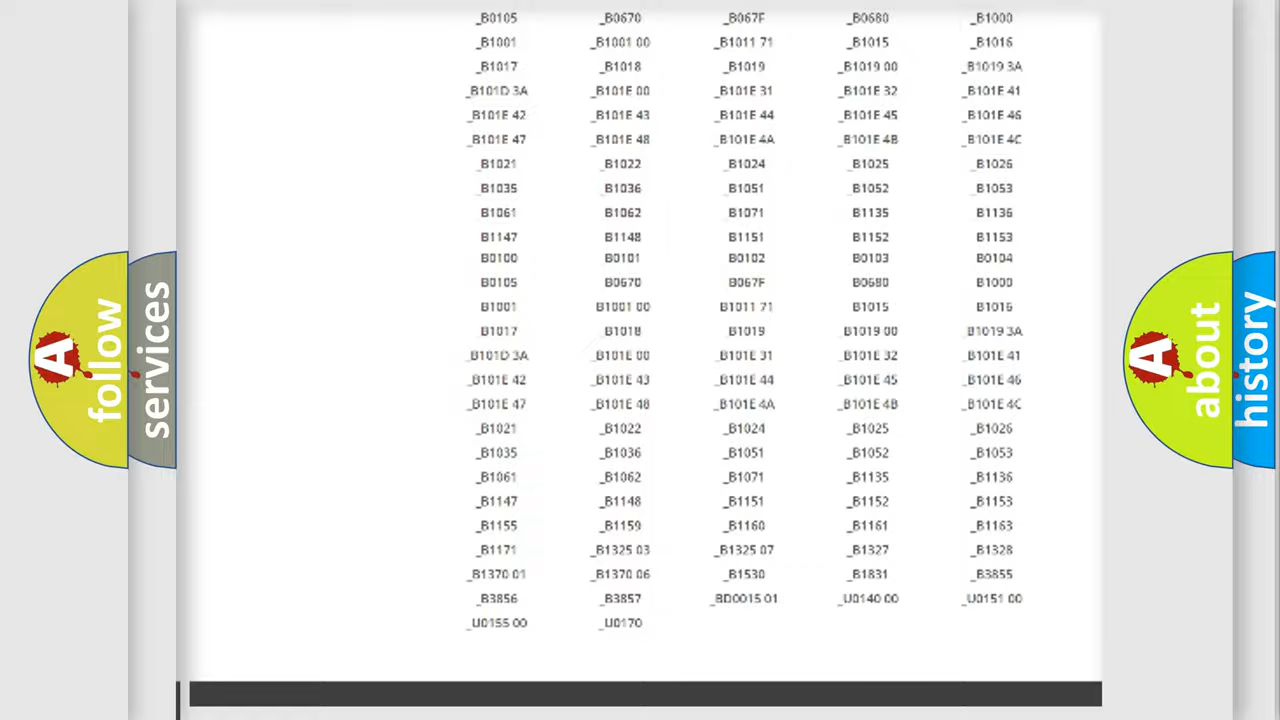 _B0105 _B0670 _B067F _B0680 _B1000
_B1001 _B1001 00 _B1011 71 _B1015 _B1016
_B1017 _B1018 _B1019 _B1019 00 _B1019 3A
_B101D 3A _B101E 00 _B101E 31 _B101E 32 _B101E 41
_B101E 42 _B101E 43 _B101E 44 _B101E 45 _B101E 46
_B101E 47 _B101E 48 _B101E 4A _B101E 4B _B101E 4C
_B1021 _B1022 _B1024 _B1025 _B1026
_B1035 _B1036 _B1051 _B1052 _B1053
B1061 B1062 B1071 B1135 B1136
B1147 B1148 B1151 B1152 B1153
B0100 B0101 B0102 B0103 B0104
B0105 B0670 B067F B0680 B1000
B1001 B1001 00 B1011 71 B1015 B1016
B1017 B1018 B1019 B1019 00 _B1019 3A
_B101D 3A _B101E 00 _B101E 31 _B101E 32 _B101E 41
_B101E 42 _B101E 43 _B101E 44 _B101E 45 _B101E 46
_B101E 47 _B101E 48 _B101E 4A _B101E 4B _B101E 4C
_B1021 _B1022 _B1024 _B1025 _B1026
_B1035 _B1036 _B1051 _B1052 _B1053
_B1061 _B1062 _B1071 _B1135 _B1136
_B1147 _B1148 _B1151 _B1152 _B1153
_B1155 _B1159 _B1160 _B1161 _B1163
_B1171 _B1325 03 _B1325 07 _B1327 _B1328
_B1370 01 _B1370 06 _B1530 _B1831 _B3855
_B3856 _B3857 _BD0015 01 _U0140 00 _U0151 00
_U0155 00 _U0170
A
follow
services
A
about
history